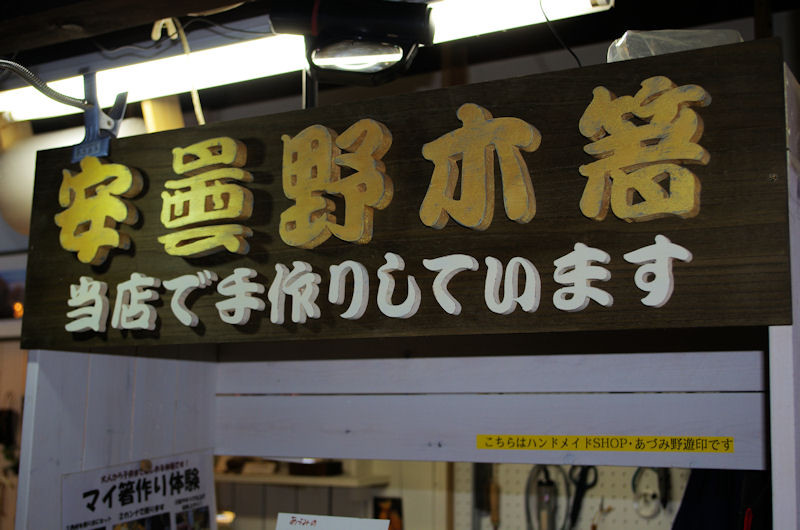 安曇野木箸
当店で手作りしています
こちらはハンドメイドSHOP・あづみ野遊印です
マイ箸作り体験